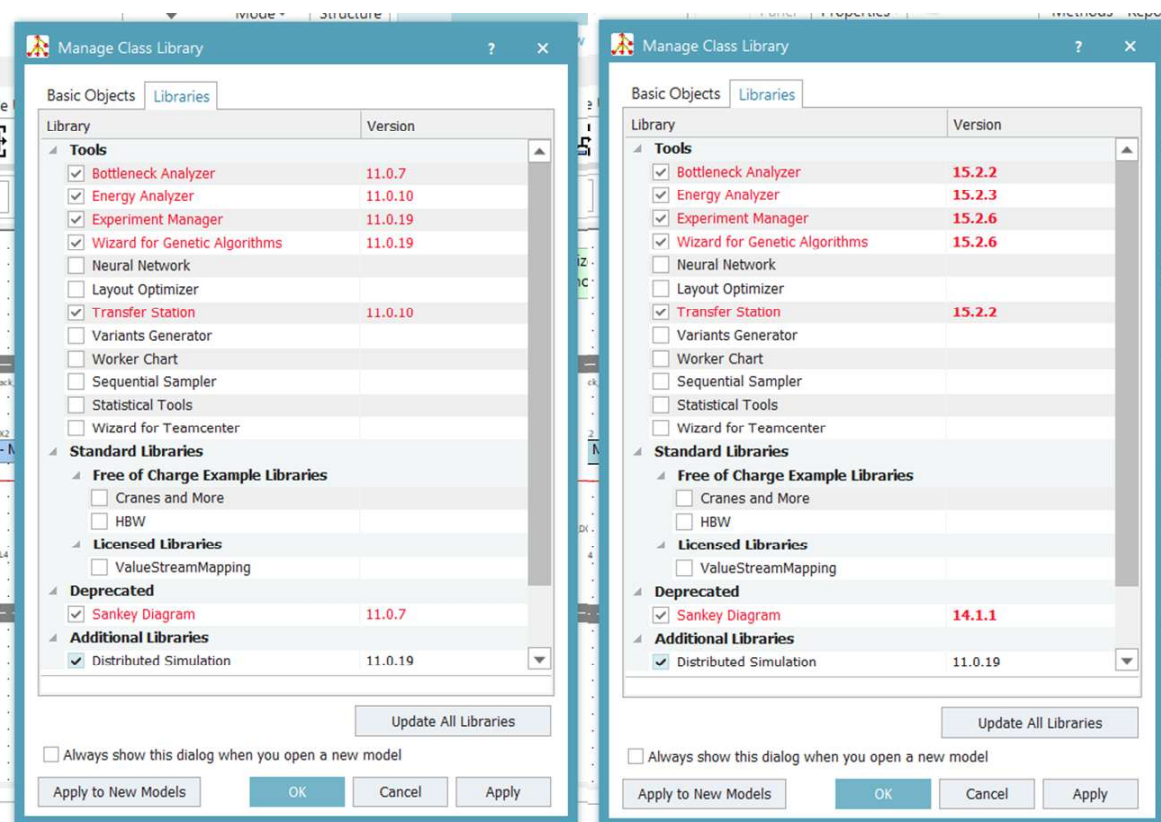 Mode Structure
Manage Class Library ? ×
Basic Objects Libraries
Library Version
Tools
Bottleneck Analyzer 11.0.7
Energy Analyzer 11.0.10
Experiment Manager 11.0.19
Wizard for Genetic Algorithms 11.0.19
Neural Network
Layout Optimizer
Transfer Station 11.0.10
Variants Generator
Worker Chart
Sequential Sampler
Statistical Tools
Wizard for Teamcenter
Standard Libraries
Free of Charge Example Libraries
Cranes and More
HBW
Licensed Libraries
ValueStreamMapping
Deprecated
Sankey Diagram 11.0.7
Additional Libraries
Distributed Simulation 11.0.19
Update All Libraries
Always show this dialog when you open a new model
Apply to New Models OK Cancel Apply
Properties Methods
Manage Class Library ? ×
Basic Objects Libraries
Library Version
Tools
Bottleneck Analyzer 15.2.2
Energy Analyzer 15.2.3
Experiment Manager 15.2.6
Wizard for Genetic Algorithms 15.2.6
Neural Network
Layout Optimizer
Transfer Station 15.2.2
Variants Generator
Worker Chart
Sequential Sampler
Statistical Tools
Wizard for Teamcenter
Standard Libraries
Free of Charge Example Libraries
Cranes and More
HBW
Licensed Libraries
ValueStreamMapping
Deprecated
Sankey Diagram 14.1.1
Additional Libraries
Distributed Simulation 11.0.19
Update All Libraries
Always show this dialog when you open a new model
Apply to New Models OK Cancel Apply